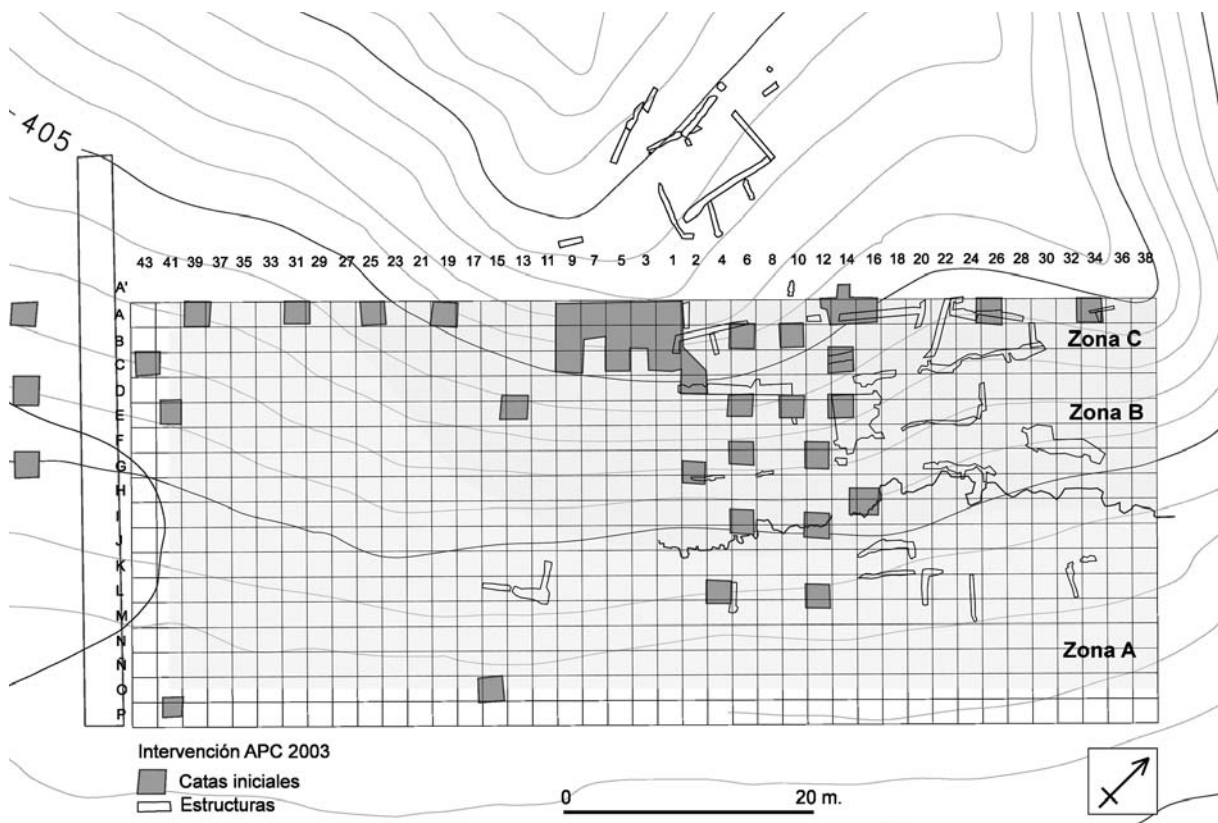 405
43 41 39 37 35 33 31 29 27 25 23 21 19 17 15 13 11 9 7 5 3 1 2 4 6 8 10 12 14 16 18 20 22 24 26 28 30 32 34 36 38
A'
A
B
C
D
E
F
G
H
I
J
K
L
M
N
Ñ
O
P
Zona C
Zona B
Zona A
Intervención APC 2003
Catas iniciales
Estructuras
0 20 m.